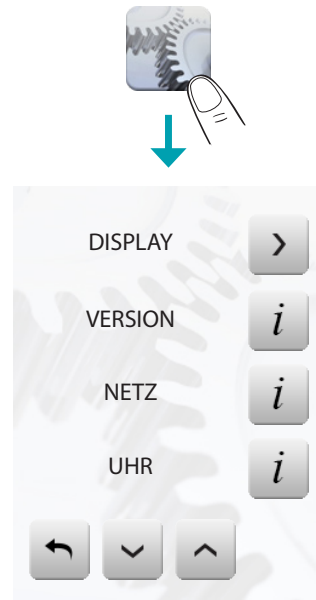 DISPLAY
VERSION
i
NETZ
i
UHR
i